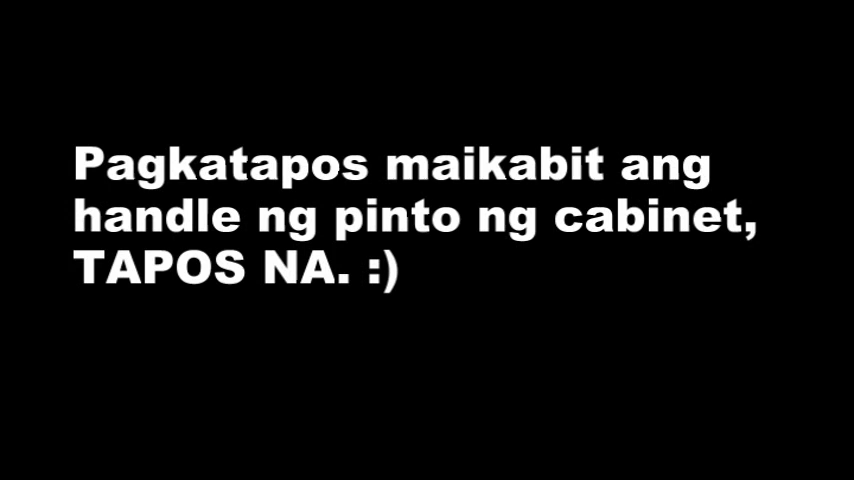 Pagkatapos maikabit ang
handle ng pinto ng cabinet,
TAPOS NA. :)